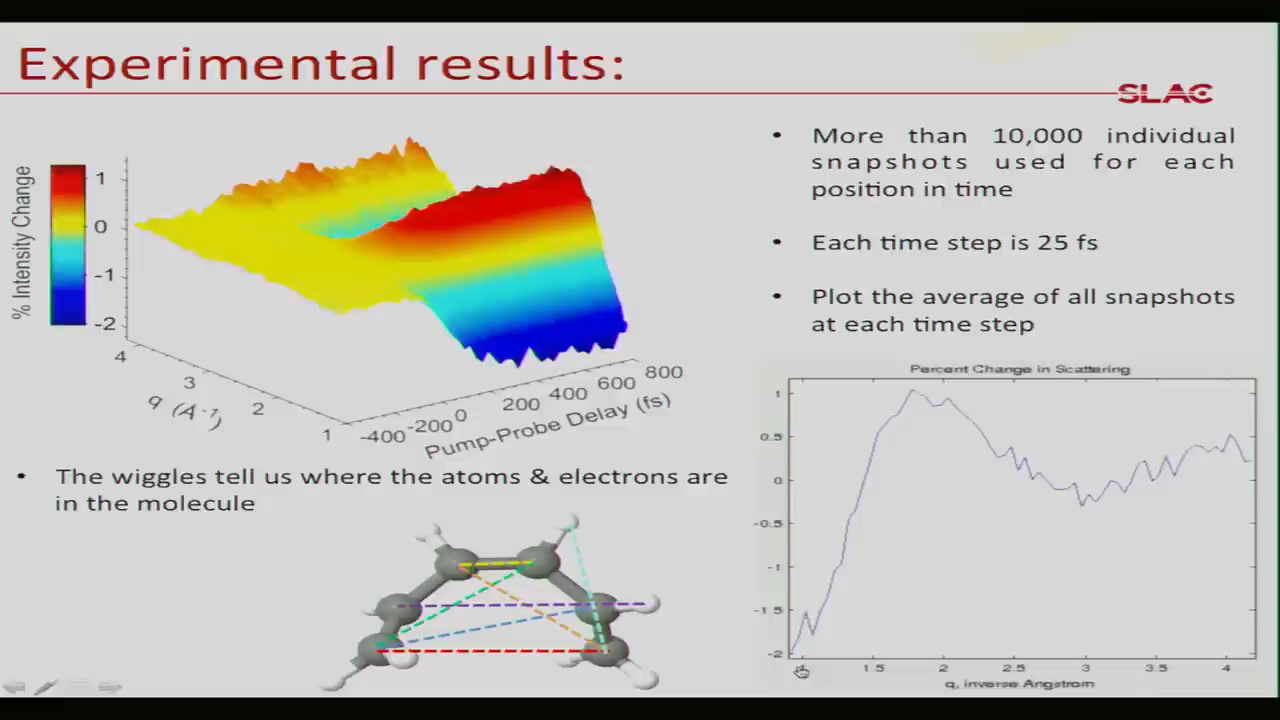 Experimental results:
SLAC
% Intensity Change
1
0
-1
-2
4
3
2
1
q (Å⁻¹)
-400
-200
0
200
400
600
800
Pump-Probe Delay (fs)
• More than 10,000 individual
snapshots used for each
position in time
• Each time step is 25 fs
• Plot the average of all snapshots
at each time step
• The wiggles tell us where the atoms & electrons are
in the molecule
Percent Change in Scattering
1
0.5
0
-0.5
-1
-1.5
-2
1.5
2
2.5
3
3.5
4
q, inverse Angstrom